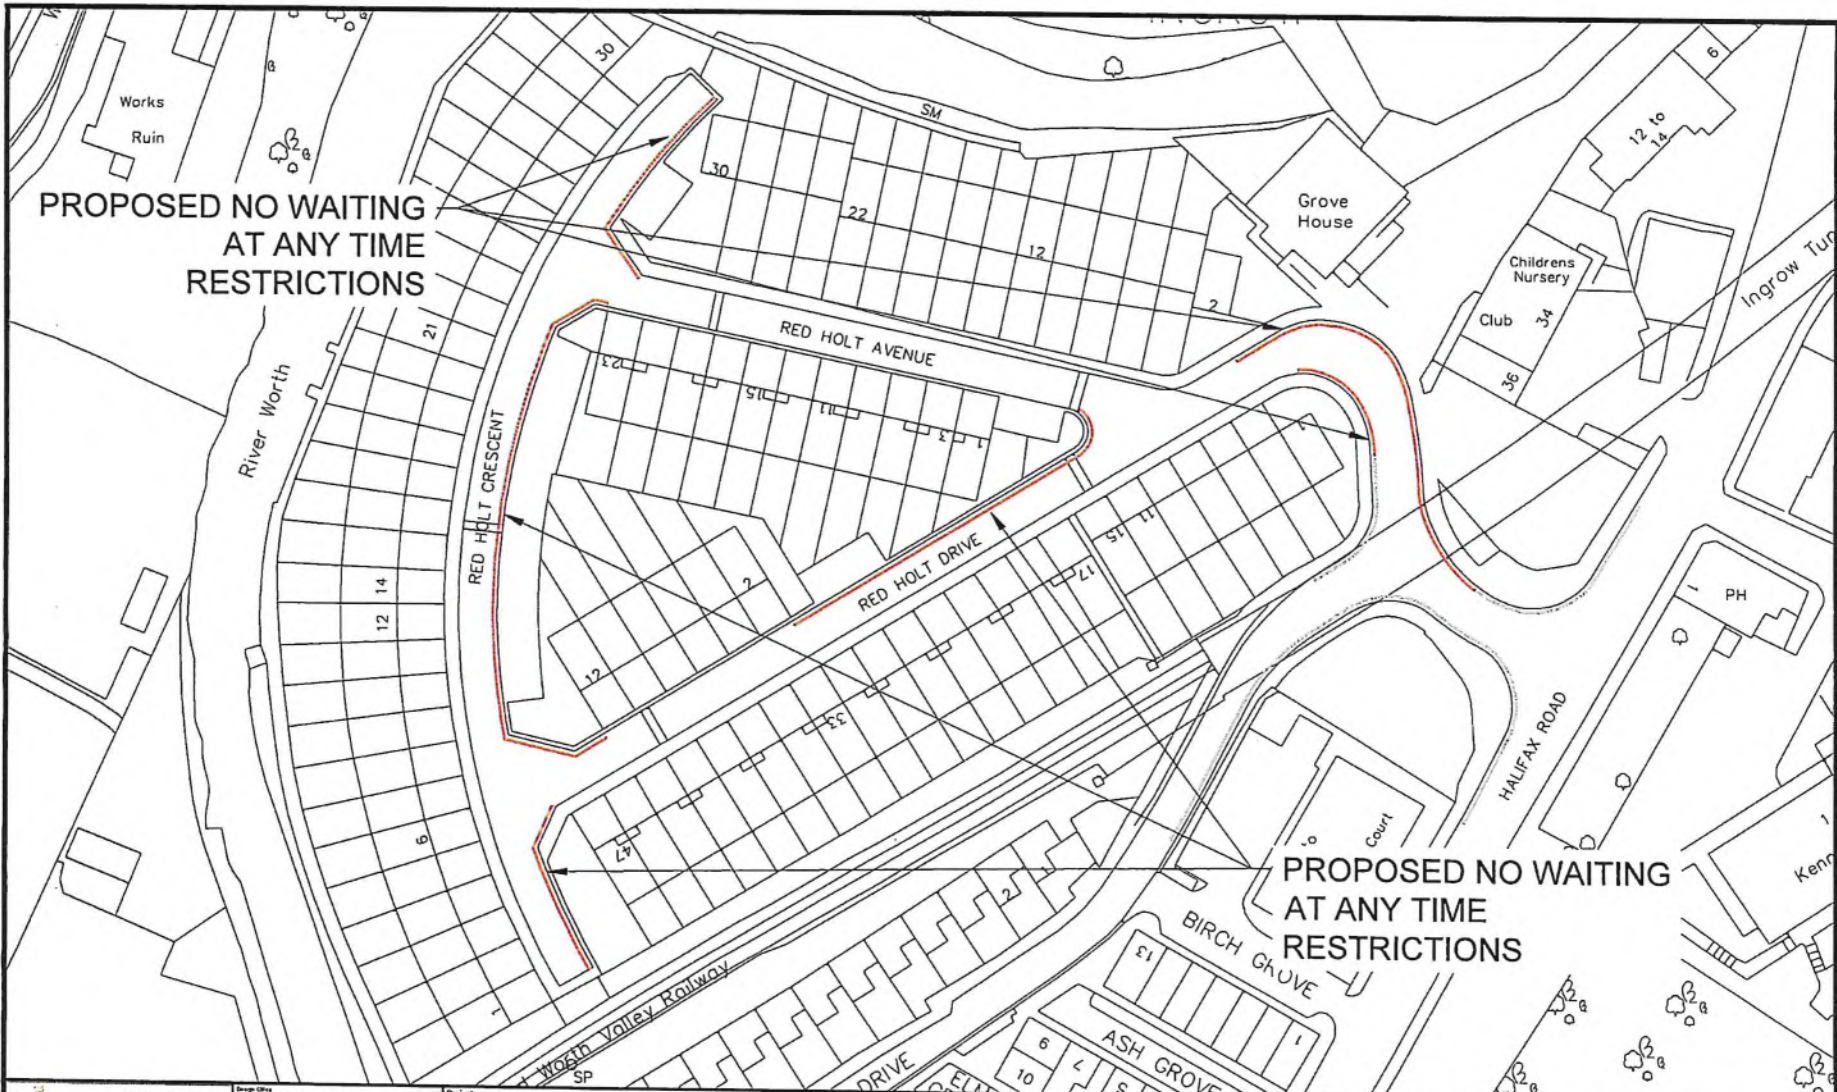 Works
Ruin
PROPOSED NO WAITING
AT ANY TIME
RESTRICTIONS
30
SM
30
22
12
2
Grove
House
6
12 to
14
Childrens
Nursery
Club
34
36
River Worth
21
14
12
6
1
RED HOLT CRESCENT
RED HOLT AVENUE
23
15
11
3
1
2
12
RED HOLT DRIVE
1
11
15
17
33
47
PH
1
HALIFAX ROAD
Court
PROPOSED NO WAITING
AT ANY TIME
RESTRICTIONS
BIRCH GROVE
13
1
ASH GROVE
2
1
Worth Valley Railway
SP
DRIVE
9
7
10